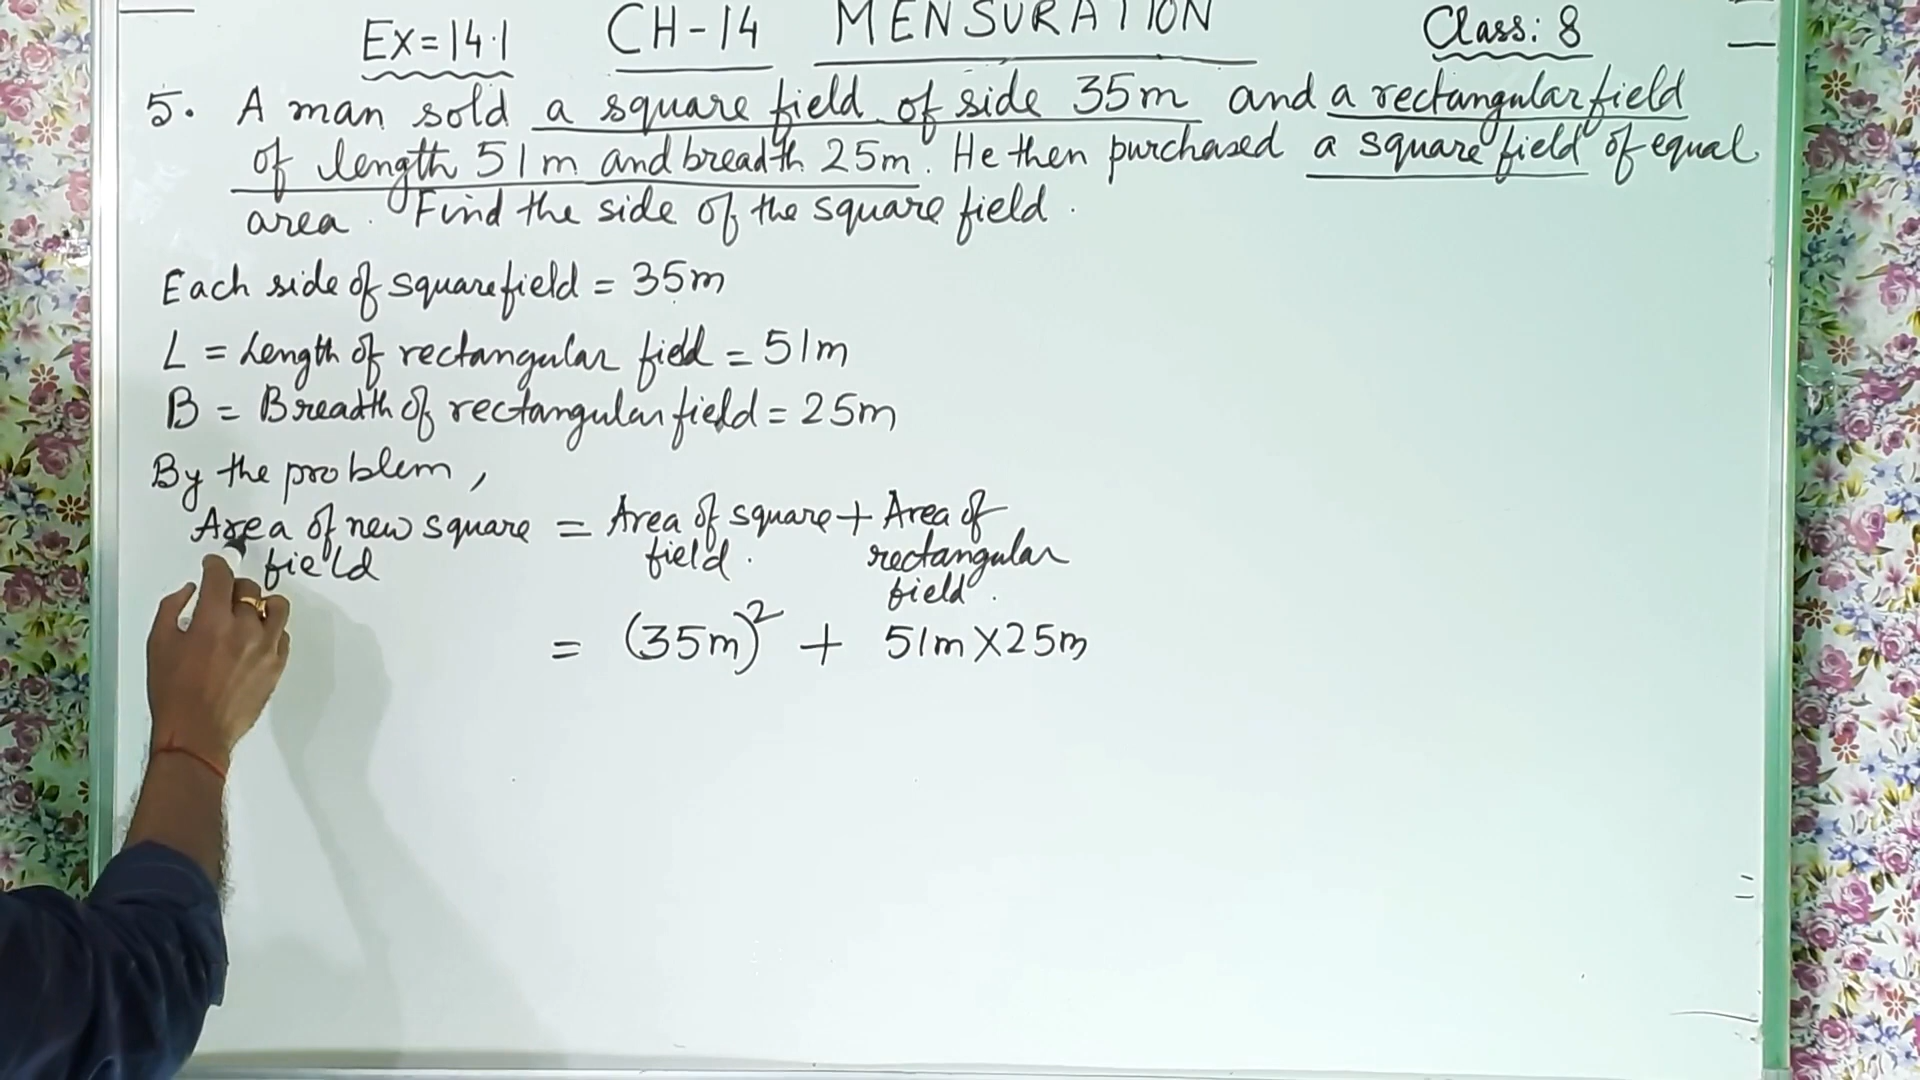 Ex=14.1 CH-14 MENSURATION Class: 8
5. A man sold a square field of side 35m and a rectangular field
of length 51m and breadth 25m. He then purchased a square field of equal
area. Find the side of the square field.
Each side of square field = 35m
L = Length of rectangular field = 51m
B = Breadth of rectangular field = 25m
By the problem,
Area of new square = Area of square + Area of
field field. rectangular
field.
= (35m)² + 51m X 25m